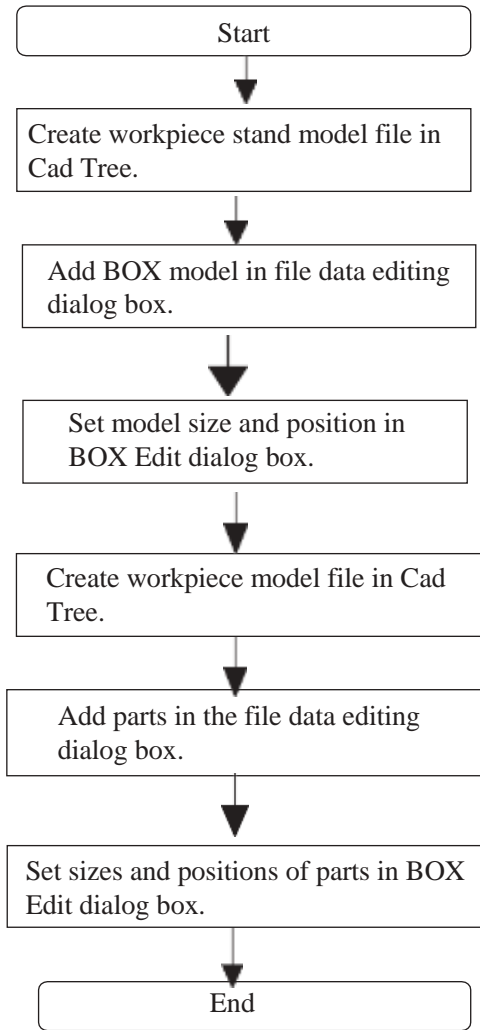 Start
Create workpiece stand model file in
Cad Tree.
Add BOX model in file data editing
dialog box.
Set model size and position in
BOX Edit dialog box.
Create workpiece model file in Cad
Tree.
Add parts in the file data editing
dialog box.
Set sizes and positions of parts in BOX
Edit dialog box.
End